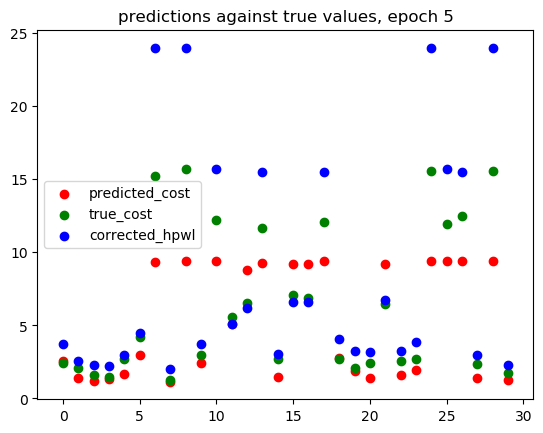 predictions against true values, epoch 5
25
20
15
10
5
0
predicted_cost
true_cost
corrected_hpwl
0 5 10 15 20 25 30